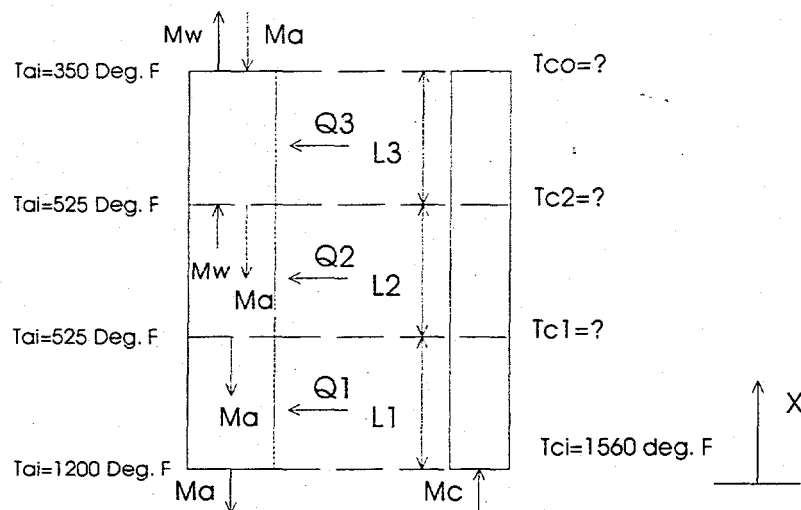 Mw Ma
Tai=350 Deg. F
Tco=?
Q3
L3
Tai=525 Deg. F
Tc2=?
Q2
Mw
L2
Ma
Tai=525 Deg. F
Tc1=?
Q1
Ma
L1
X
Tci=1560 deg. F
Tai=1200 Deg. F
Ma
Mc